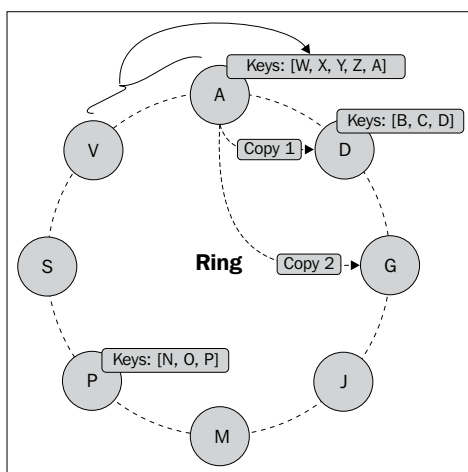 Keys: [W, X, Y, Z, A]
A
Keys: [B, C, D]
V
Copy 1
D
S
Ring
Copy 2
G
Keys: [N, O, P]
P
J
M